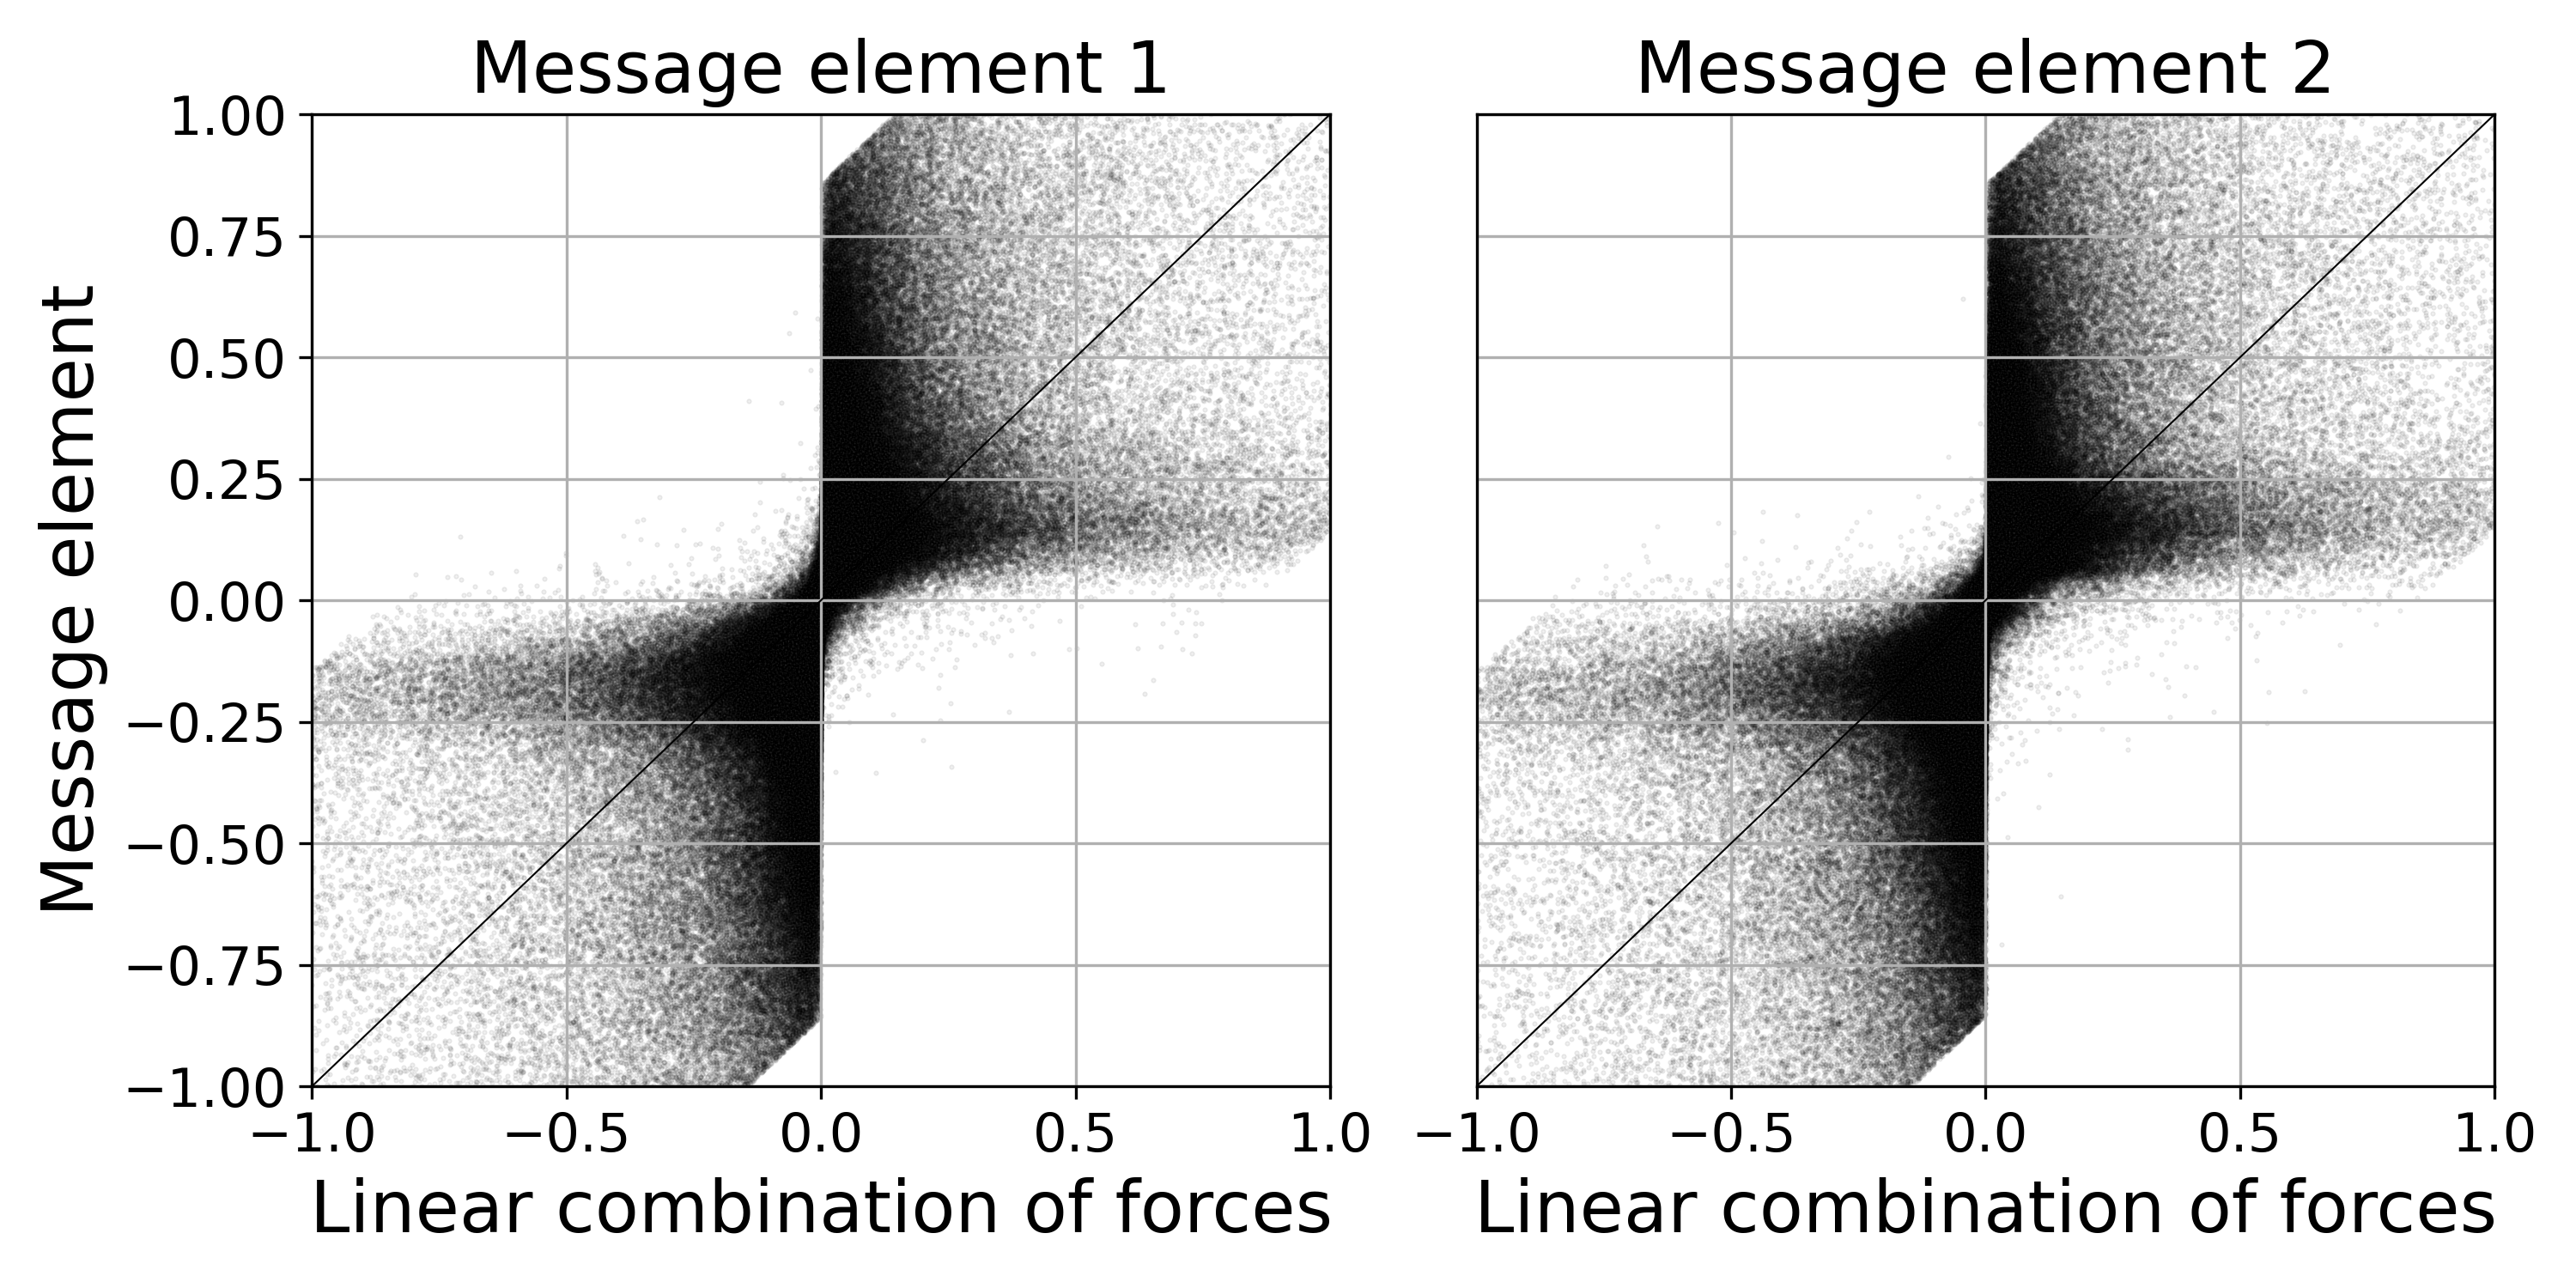 Message element 1
Message element 2
Message element
1.00
0.75
0.50
0.25
0.00
−0.25
−0.50
−0.75
−1.00
−1.0 −0.5 0.0 0.5 1.0
−1.0 −0.5 0.0 0.5 1.0
Linear combination of forces
Linear combination of forces